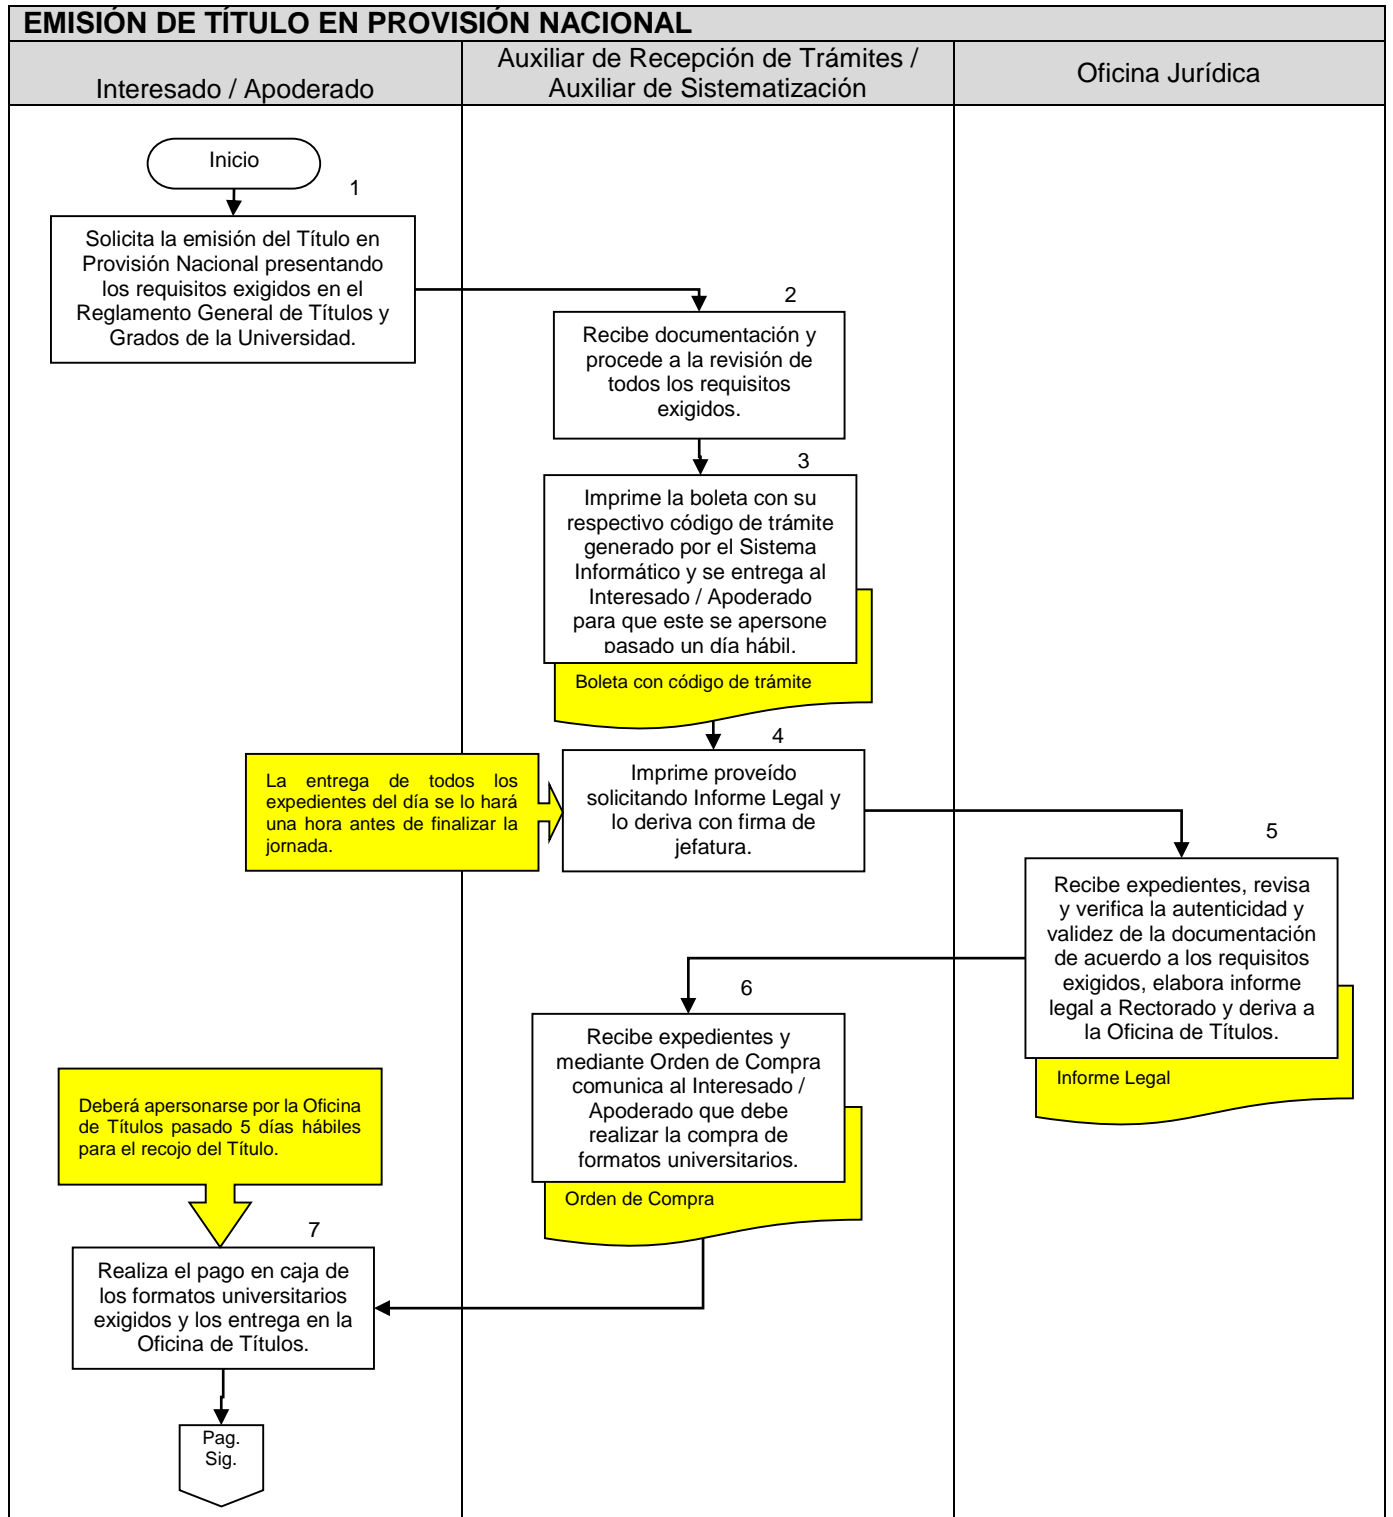 EMISIÓN DE TÍTULO EN PROVISIÓN NACIONAL
Interesado / Apoderado
Auxiliar de Recepción de Trámites /
Auxiliar de Sistematización
Oficina Jurídica
Inicio
1
Solicita la emisión del Título en
Provisión Nacional presentando
los requisitos exigidos en el
Reglamento General de Títulos y
Grados de la Universidad.
2
Recibe documentación y
procede a la revisión de
todos los requisitos
exigidos.
3
Imprime la boleta con su
respectivo código de trámite
generado por el Sistema
Informático y se entrega al
Interesado / Apoderado
para que este se apersone
pasado un día hábil.
Boleta con código de trámite
4
La entrega de todos los
expedientes del día se lo hará
una hora antes de finalizar la
jornada.
Imprime proveído
solicitando Informe Legal y
lo deriva con firma de
jefatura.
5
Recibe expedientes, revisa
y verifica la autenticidad y
validez de la documentación
de acuerdo a los requisitos
exigidos, elabora informe
legal a Rectorado y deriva a
la Oficina de Títulos.
Informe Legal
6
Recibe expedientes y
mediante Orden de Compra
comunica al Interesado /
Apoderado que debe
realizar la compra de
formatos universitarios.
Orden de Compra
Deberá apersonarse por la Oficina
de Títulos pasado 5 días hábiles
para el recojo del Título.
7
Realiza el pago en caja de
los formatos universitarios
exigidos y los entrega en la
Oficina de Títulos.
Pag.
Sig.